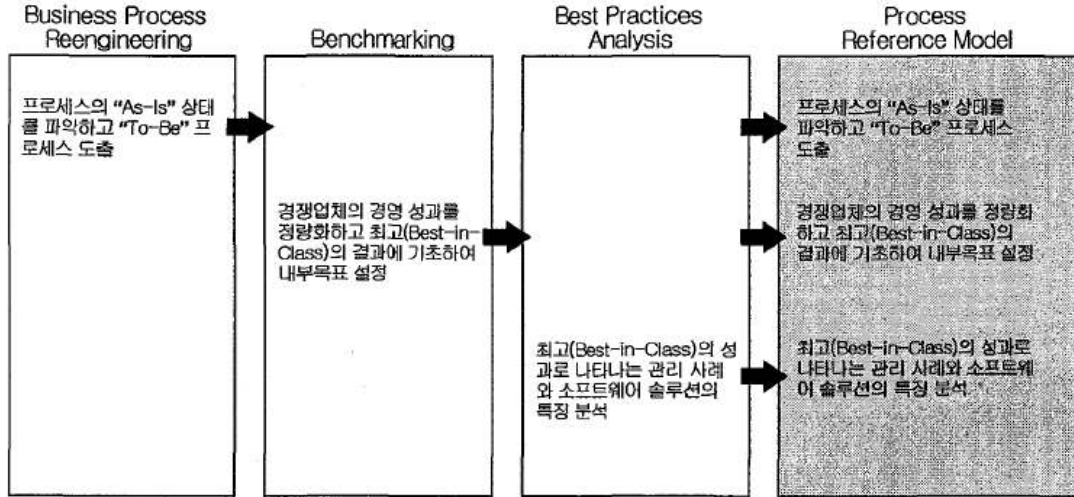 Business Process
Reengineering
Benchmarking
Best Practices
Analysis
Process
Reference Model
프로세스의 “As-Is” 상태
를 파악하고 “To-Be” 프
로세스 도출
경쟁업체의 경영 성과를
정량화하고 최고(Best-in-
Class)의 결과에 기초하여
내부목표 설정
최고(Best-in-Class)의 성
과로 나타나는 관리 사례
와 소프트웨어 솔루션의
특징 분석
프로세스의 “As-Is” 상태를
파악하고 “To-Be” 프로세스
도출
경쟁업체의 경영 성과를 정량화
하고 최고(Best-in-Class)의
결과에 기초하여 내부목표 설정
최고(Best-in-Class)의 성과로
나타나는 관리 사례와 소프트웨
어 솔루션의 특징 분석